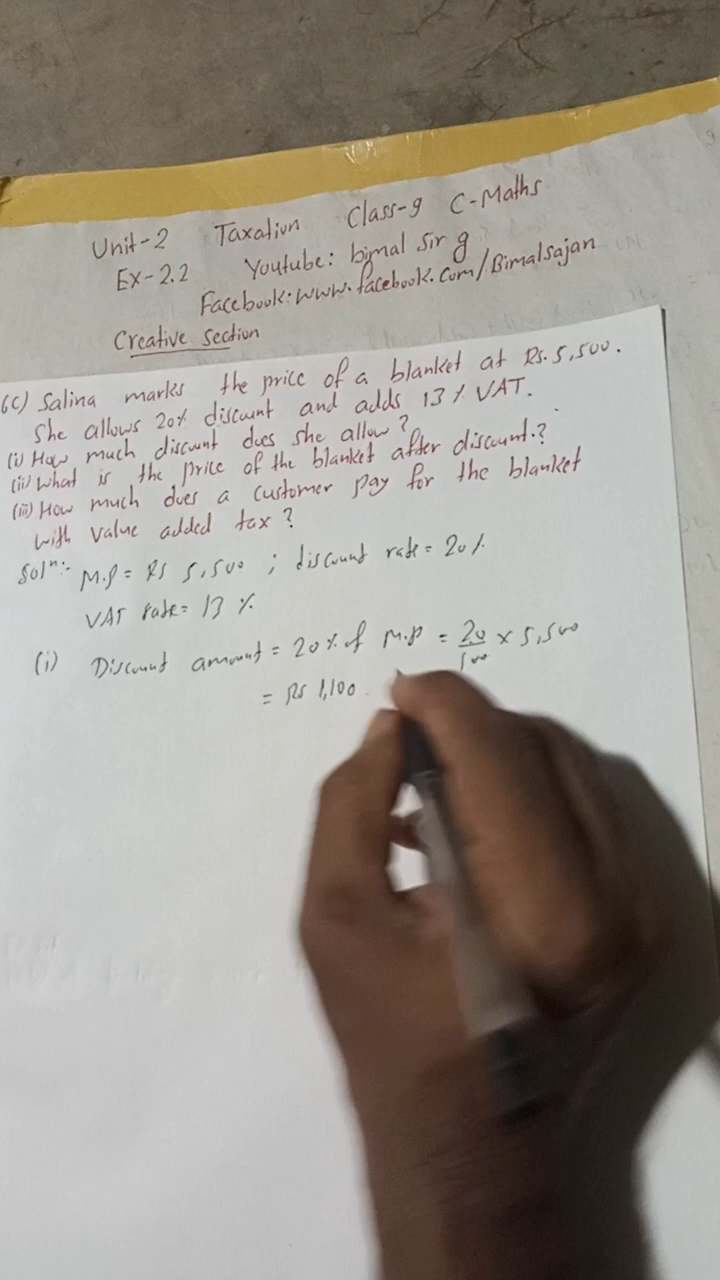 Unit-2 Taxation Class-9 C-Maths
Ex-2.2 Youtube: bimal Sir g
Facebook: www.facebook.com/Bimalsajan
Creative Section
6c) Salina marks the price of a blanket at Rs. 5,500.
She allows 20% discount and adds 13% VAT.
(i) How much discount does she allow?
(ii) What is the price of the blanket after discount.?
(iii) How much does a customer pay for the blanket
with value added tax?
Solⁿ:- M.P = RS 5,500 ; discount rate = 20%
VAT rate = 13 %
(i) Discount amount = 20% of M.P = 20/100 × 5,500
= Rs 1,100.